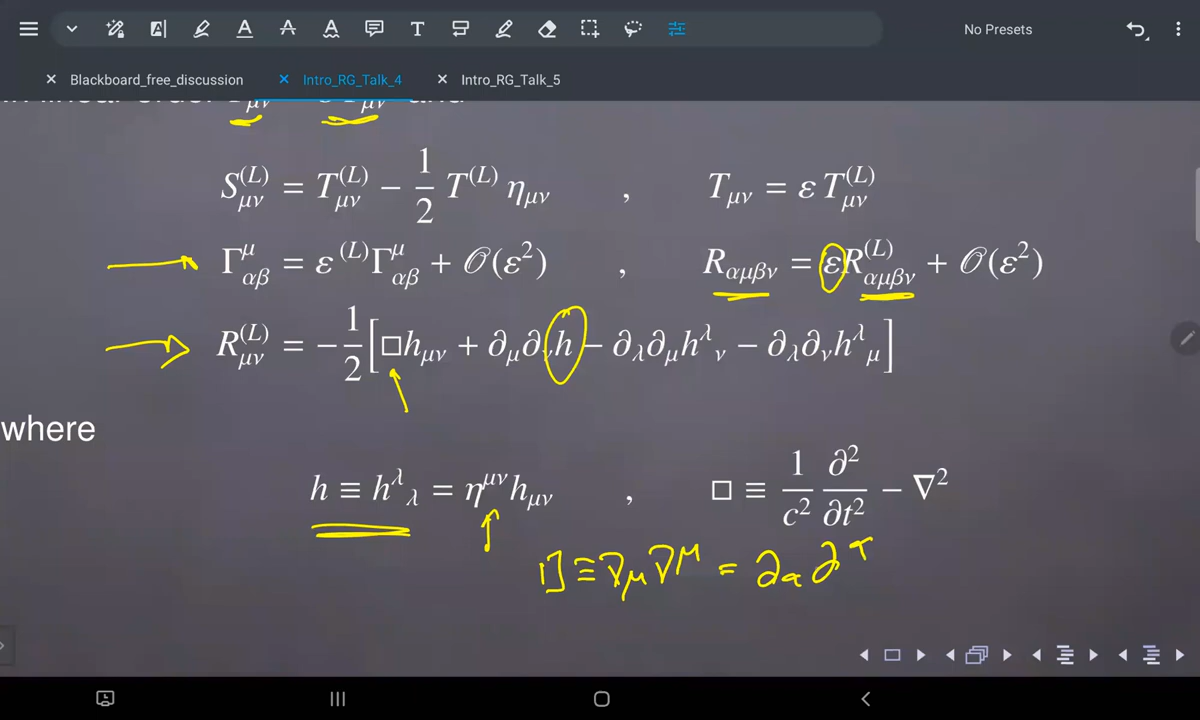 No Presets
Blackboard_free_discussion Intro_RG_Talk_4 Intro_RG_Talk_5
S^{(L)}_{μν} = T^{(L)}_{μν} − 1/2 T^{(L)} η_{μν} , T_{μν} = ε T^{(L)}_{μν}
Γ^μ_{αβ} = ε ^{(L)}Γ^μ_{αβ} + 𝒪(ε²) , R_{αμβν} = εR^{(L)}_{αμβν} + 𝒪(ε²)
R^{(L)}_{μν} = −1/2 [□h_{μν} + ∂_μ∂_νh − ∂_λ∂_μh^λ_ν − ∂_λ∂_νh^λ_μ]
where
h ≡ h^λ_λ = η^{μν}h_{μν} , □ ≡ 1/c² ∂²/∂t² − ∇²
□ ≡ ∇_μ ∇^μ = ∂_α ∂